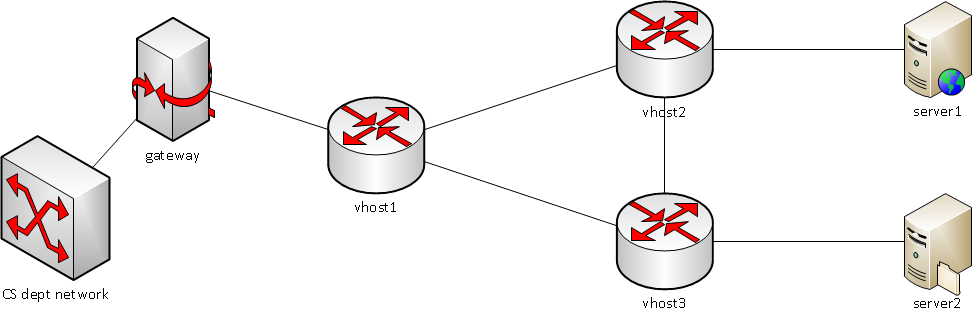 vhost2
server1
gateway
vhost1
CS dept network
vhost3
server2